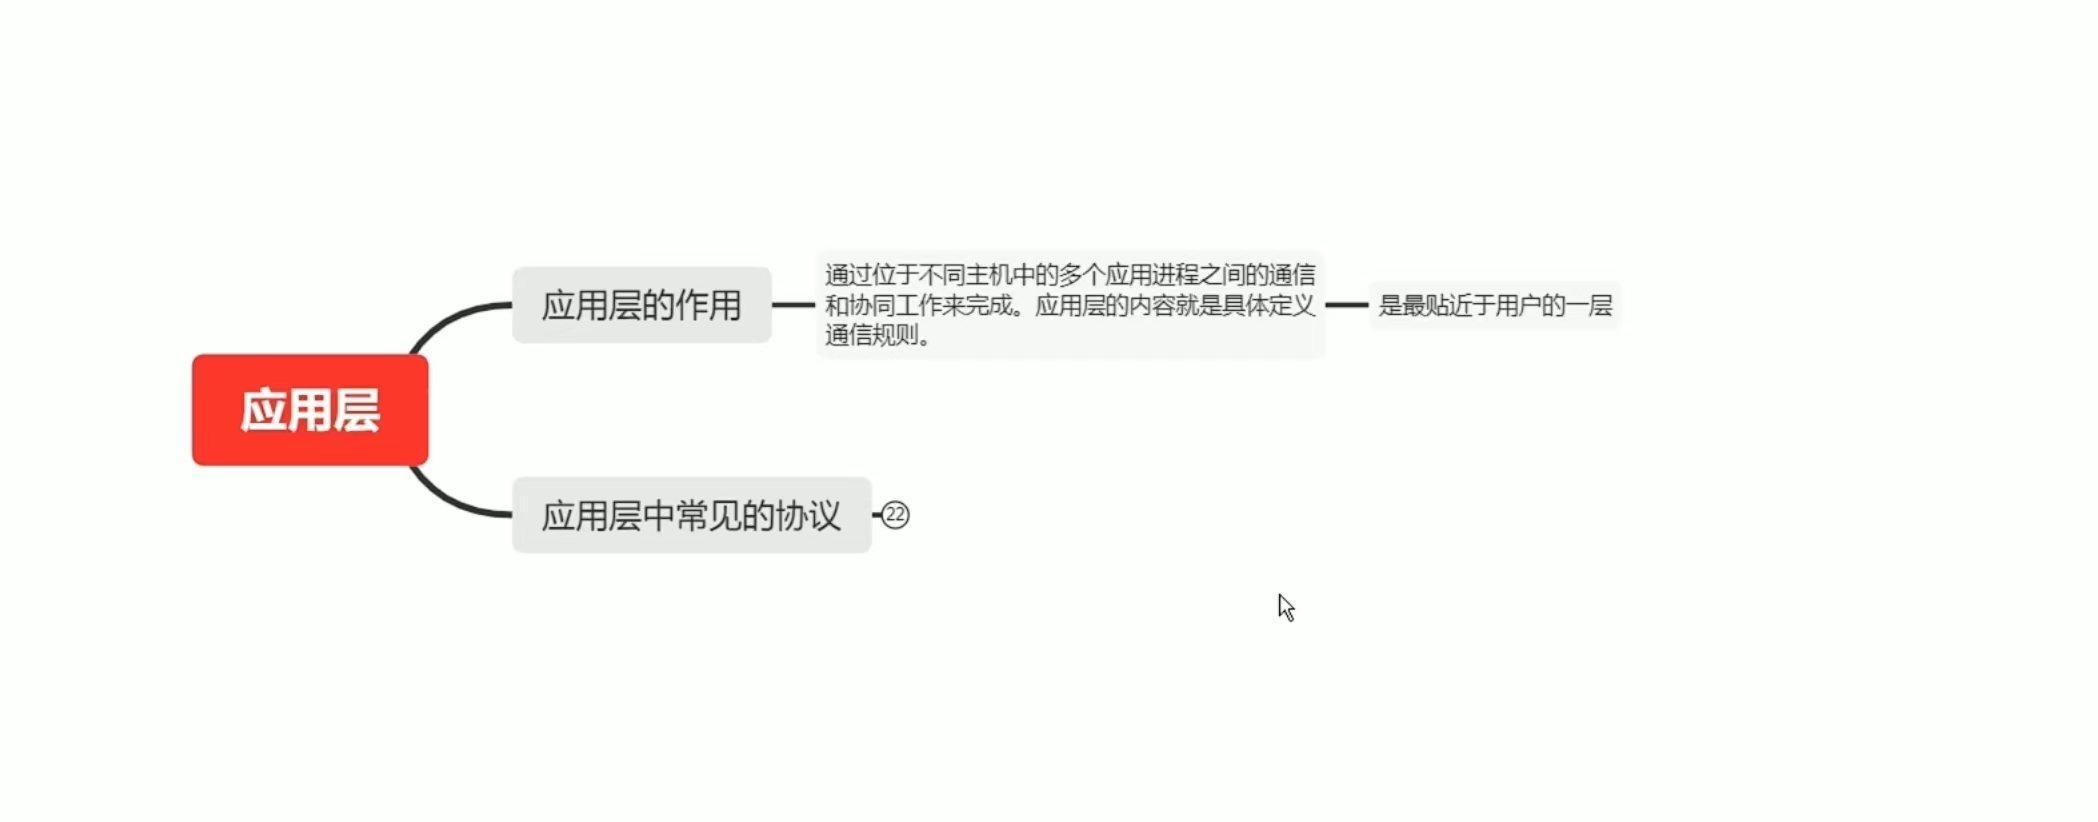 应用层
应用层的作用
通过位于不同主机中的多个应用进程之间的通信
和协同工作来完成。应用层的内容就是具体定义
通信规则。
是最贴近于用户的一层
应用层中常见的协议
22